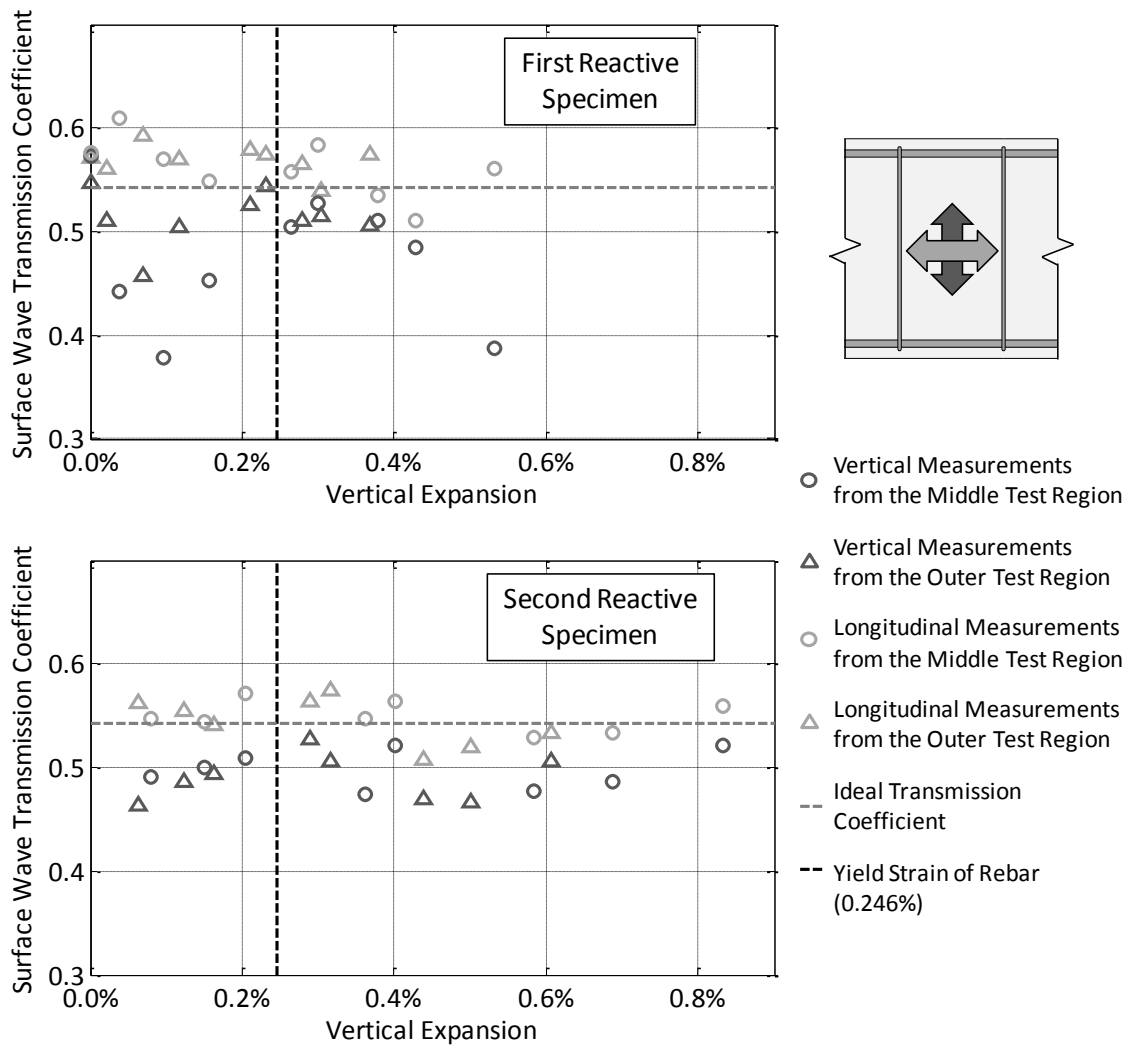 Surface Wave Transmission Coefficient
0.6
0.5
0.4
0.3
First Reactive
Specimen
0.0%
0.2%
0.4%
0.6%
0.8%
Vertical Expansion
Surface Wave Transmission Coefficient
0.6
0.5
0.4
0.3
Second Reactive
Specimen
0.0%
0.2%
0.4%
0.6%
0.8%
Vertical Expansion
Vertical Measurements
from the Middle Test Region
Vertical Measurements
from the Outer Test Region
Longitudinal Measurements
from the Middle Test Region
Longitudinal Measurements
from the Outer Test Region
Ideal Transmission
Coefficient
Yield Strain of Rebar
(0.246%)